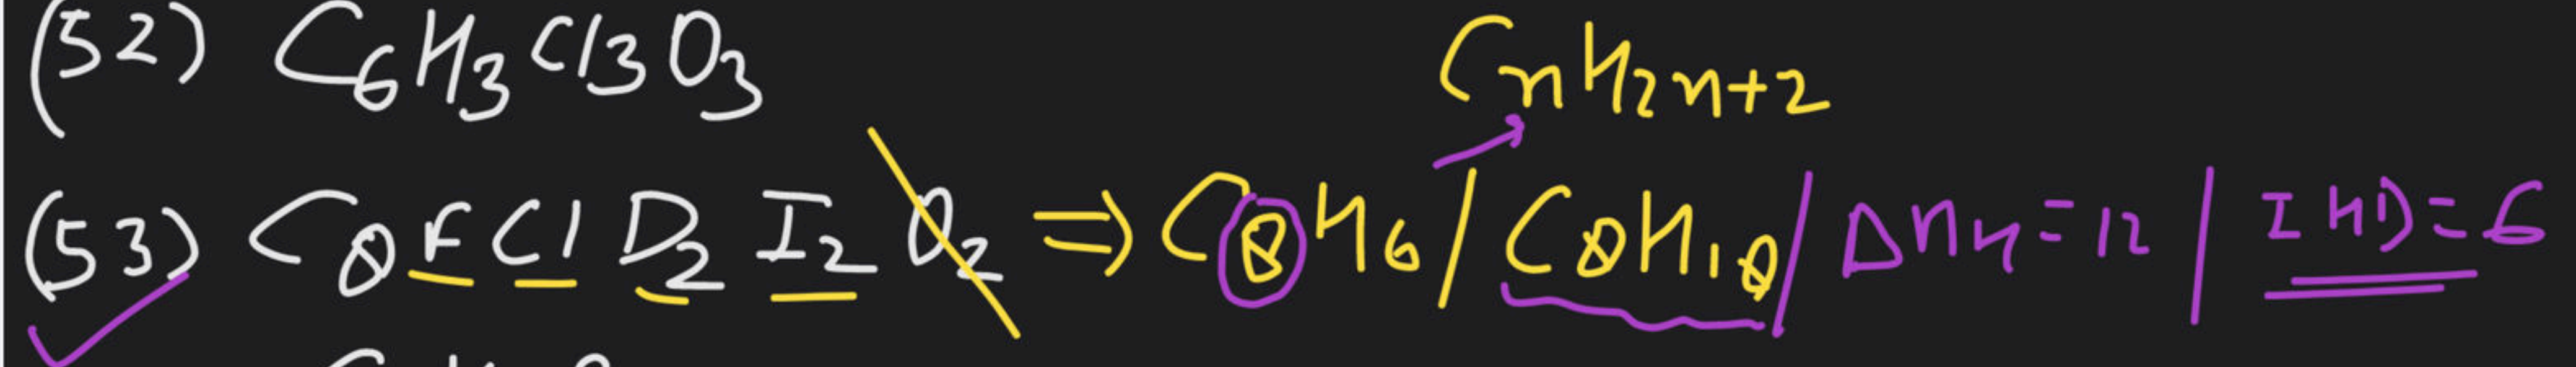 (52) C6H3Cl3O3
CnH2n+2
(53) C8FClD2I2O2 ⇒ C8H6 / C8H18 / ΔnH = 12 | IHD = 6